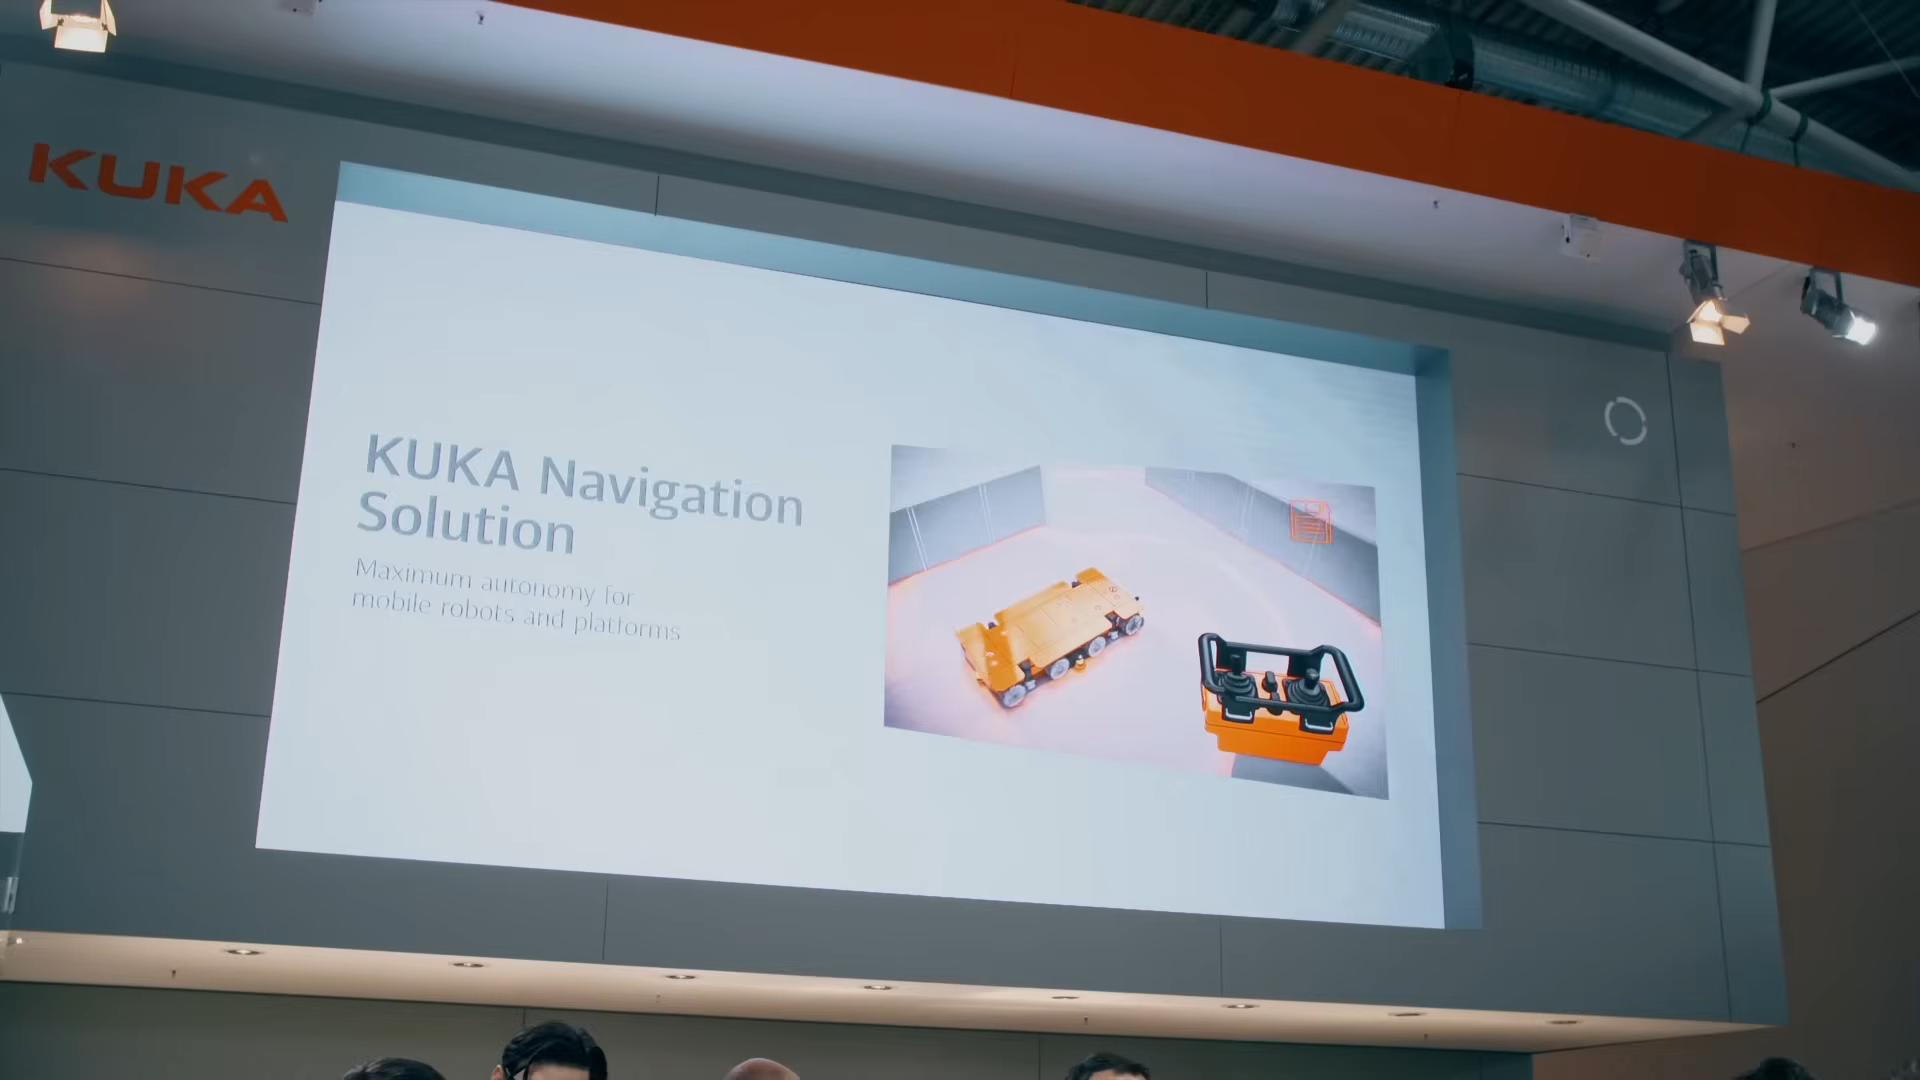 KUKA
KUKA Navigation
Solution
Maximum autonomy for
mobile robots and platforms